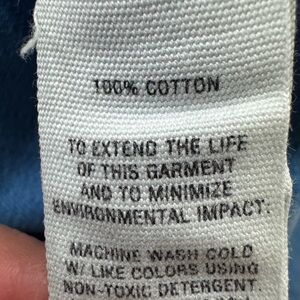 100% COTTON
TO EXTEND THE LIFE
OF THIS GARMENT
AND TO MINIMIZE
ENVIRONMENTAL IMPACT:
MACHINE WASH COLD
W/ LIKE COLORS USING
NON-TOXIC DETERGENT.